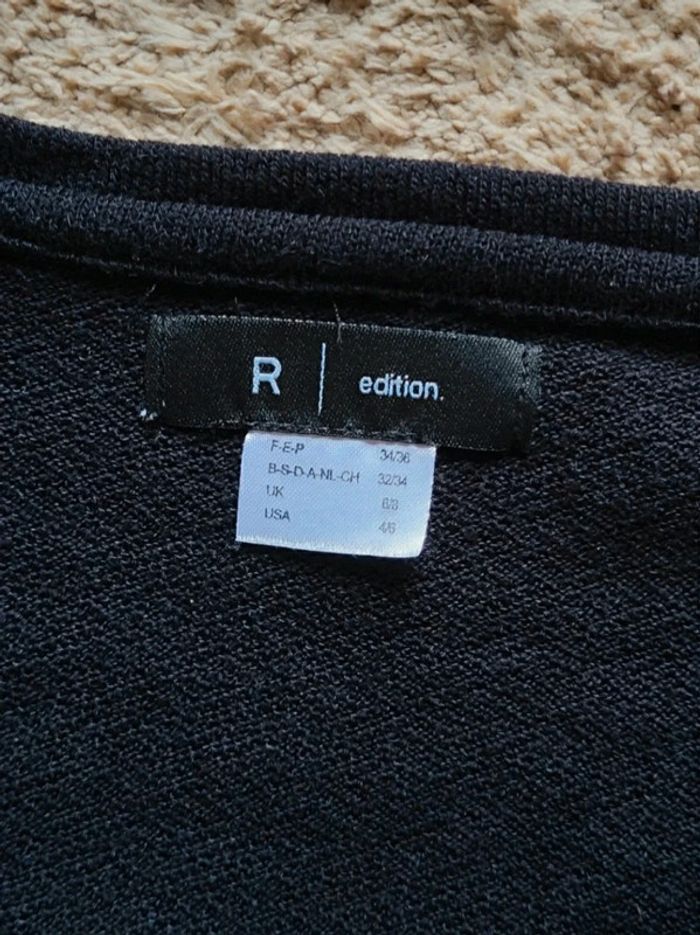 R | edition.
F-E-P 34/36
B-S-D-A-NL-CH 32/34
UK 6/8
USA 4/6